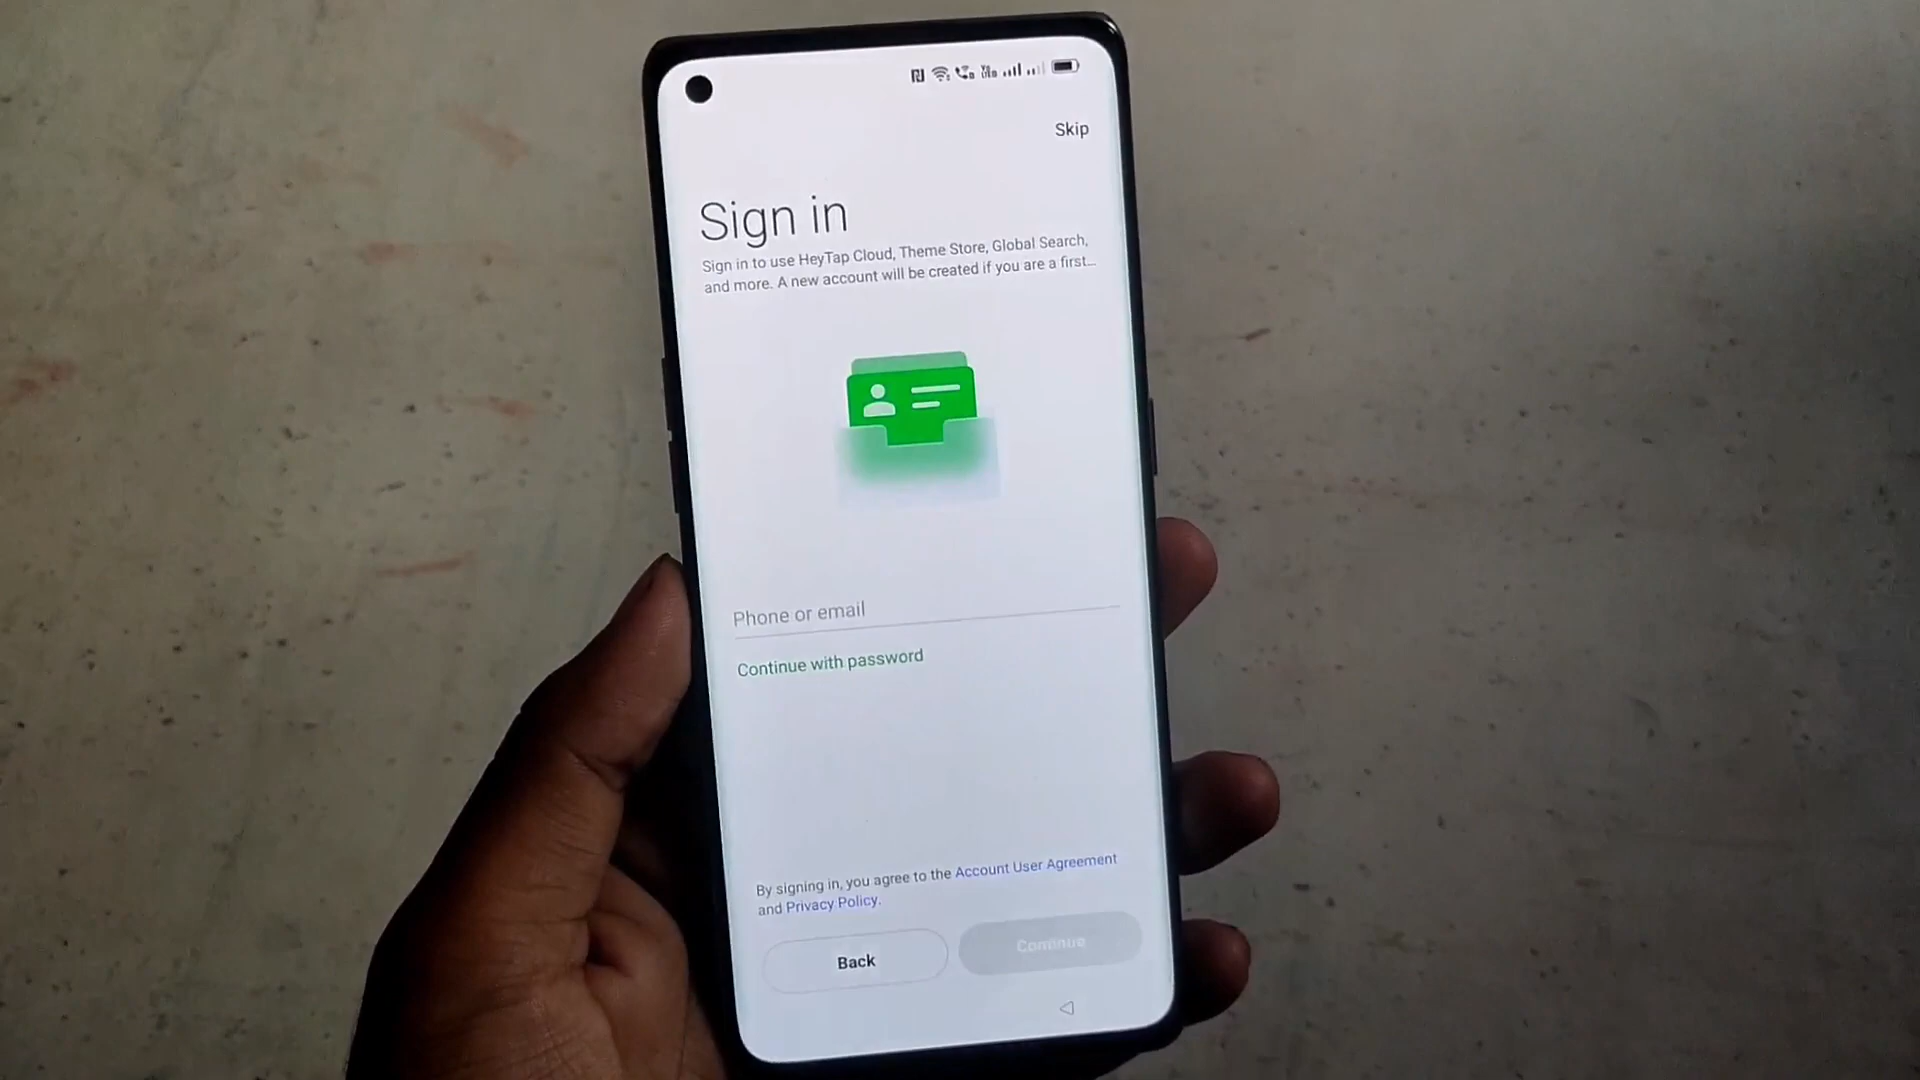 Skip
Sign in
Sign in to use HeyTap Cloud, Theme Store, Global Search,
and more. A new account will be created if you are a first...
Phone or email
Continue with password
By signing in, you agree to the Account User Agreement
and Privacy Policy.
Back
Continue